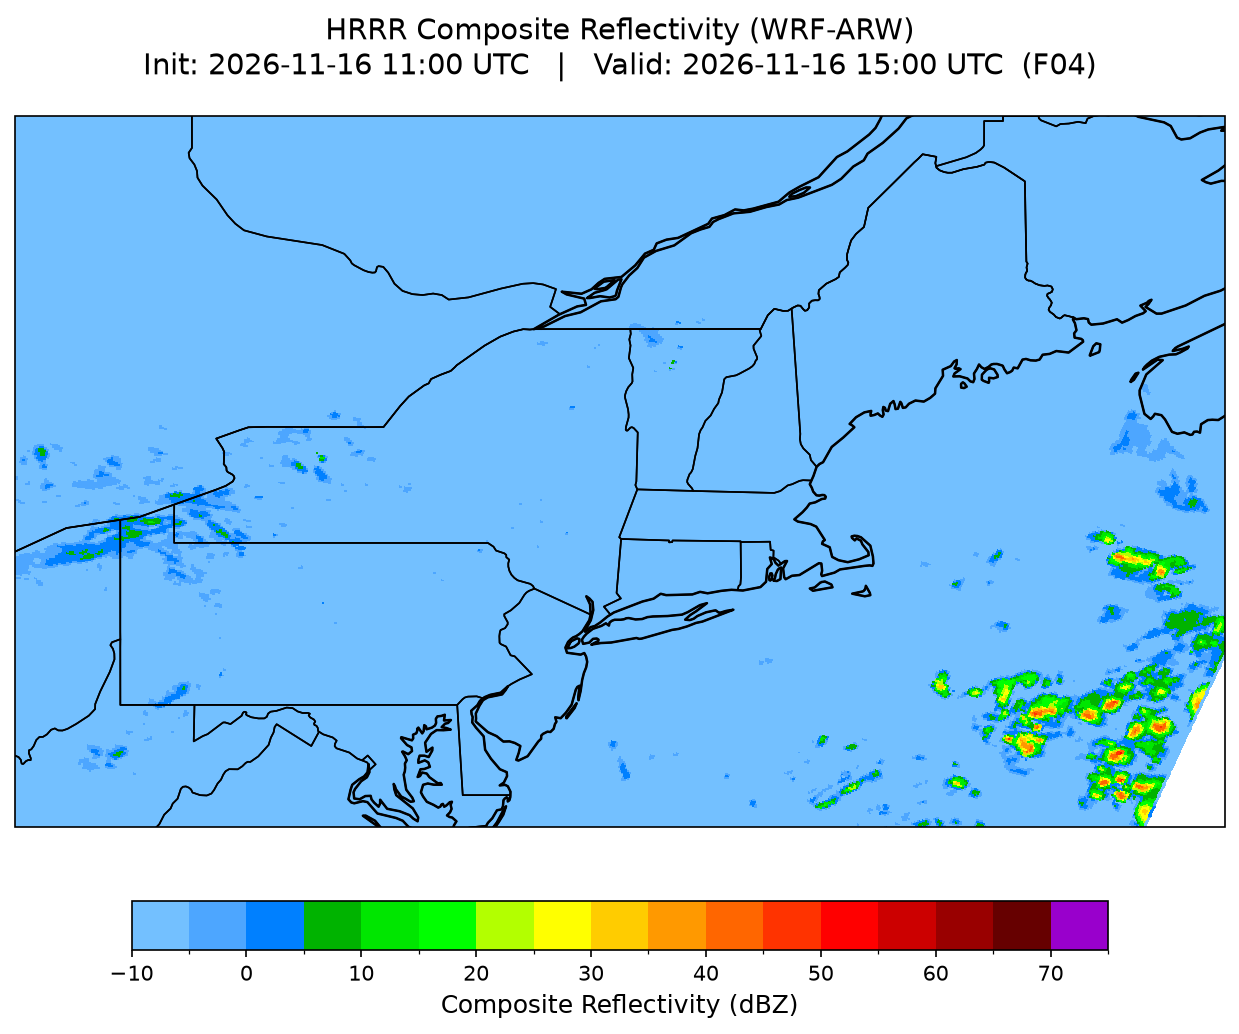 HRRR Composite Reflectivity (WRF-ARW)
Init: 2026-11-16 11:00 UTC | Valid: 2026-11-16 15:00 UTC (F04)
−10 0 10 20 30 40 50 60 70
Composite Reflectivity (dBZ)